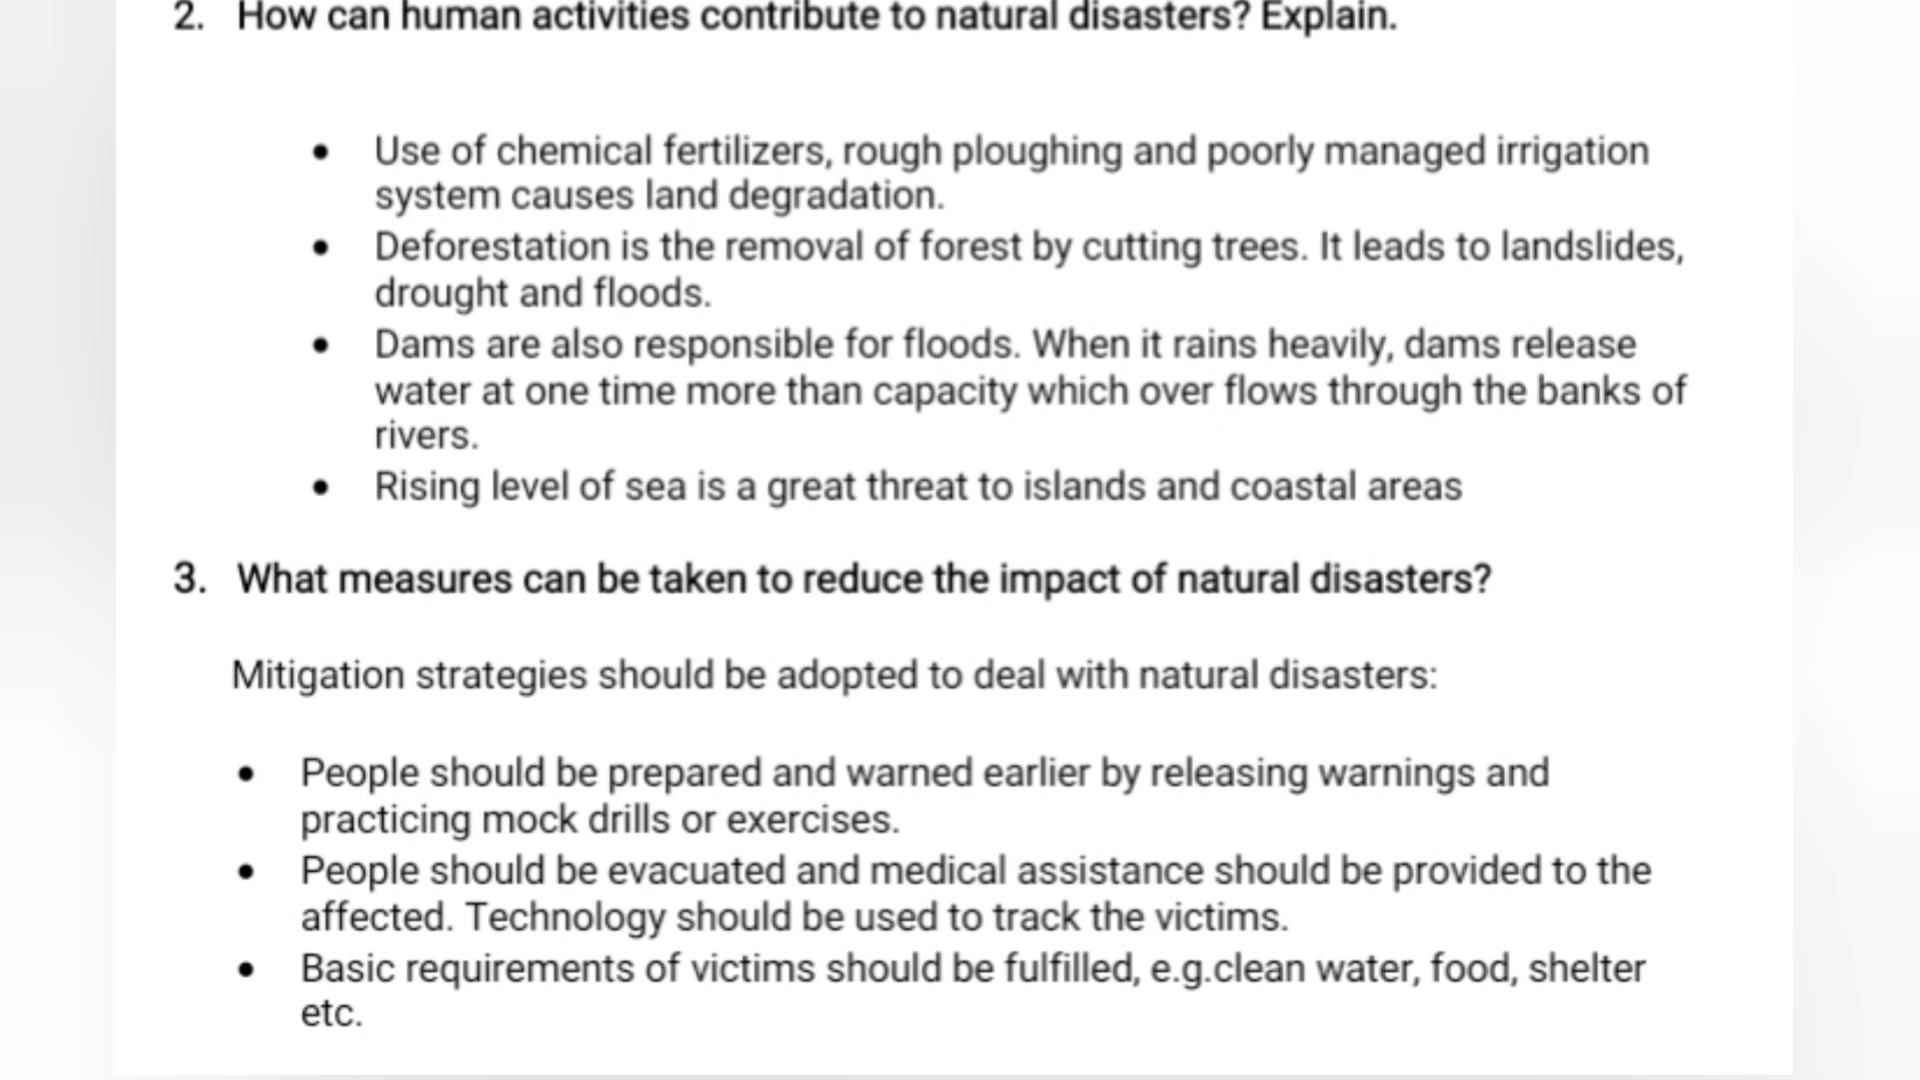 2. How can human activities contribute to natural disasters? Explain.
• Use of chemical fertilizers, rough ploughing and poorly managed irrigation
system causes land degradation.
• Deforestation is the removal of forest by cutting trees. It leads to landslides,
drought and floods.
• Dams are also responsible for floods. When it rains heavily, dams release
water at one time more than capacity which over flows through the banks of
rivers.
• Rising level of sea is a great threat to islands and coastal areas
3. What measures can be taken to reduce the impact of natural disasters?
Mitigation strategies should be adopted to deal with natural disasters:
• People should be prepared and warned earlier by releasing warnings and
practicing mock drills or exercises.
• People should be evacuated and medical assistance should be provided to the
affected. Technology should be used to track the victims.
• Basic requirements of victims should be fulfilled, e.g.clean water, food, shelter
etc.